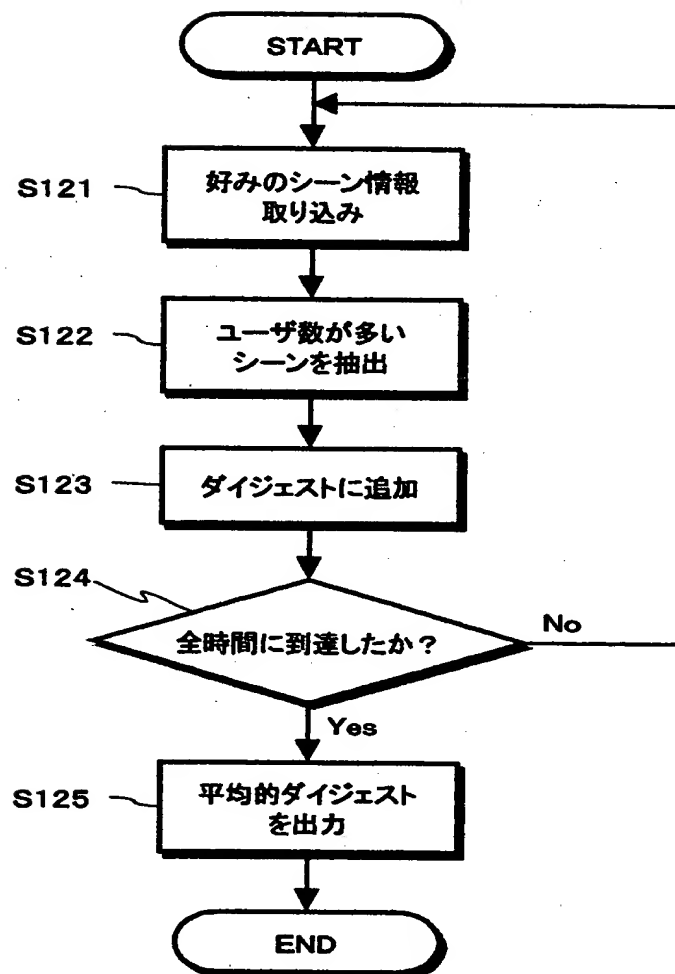 START
S121
好みのシーン情報
取り込み
S122
ユーザ数が多い
シーンを抽出
S123
ダイジェストに追加
S124
全時間に到達したか?
No
Yes
S125
平均的ダイジェスト
を出力
END